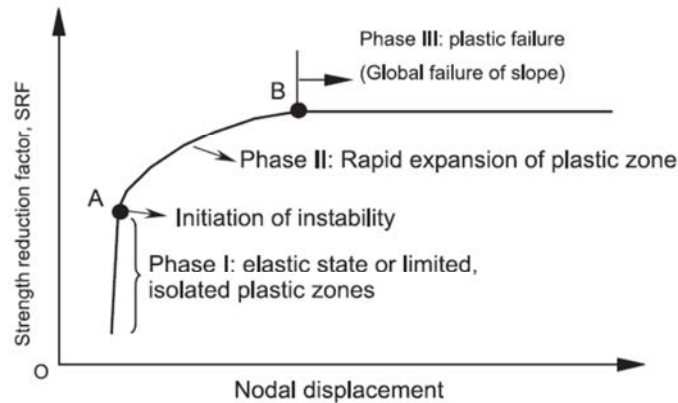 Phase III: plastic failure
(Global failure of slope)
B
Phase II: Rapid expansion of plastic zone
A
Initiation of instability
Phase I: elastic state or limited,
isolated plastic zones
Strength reduction factor, SRF
O
Nodal displacement